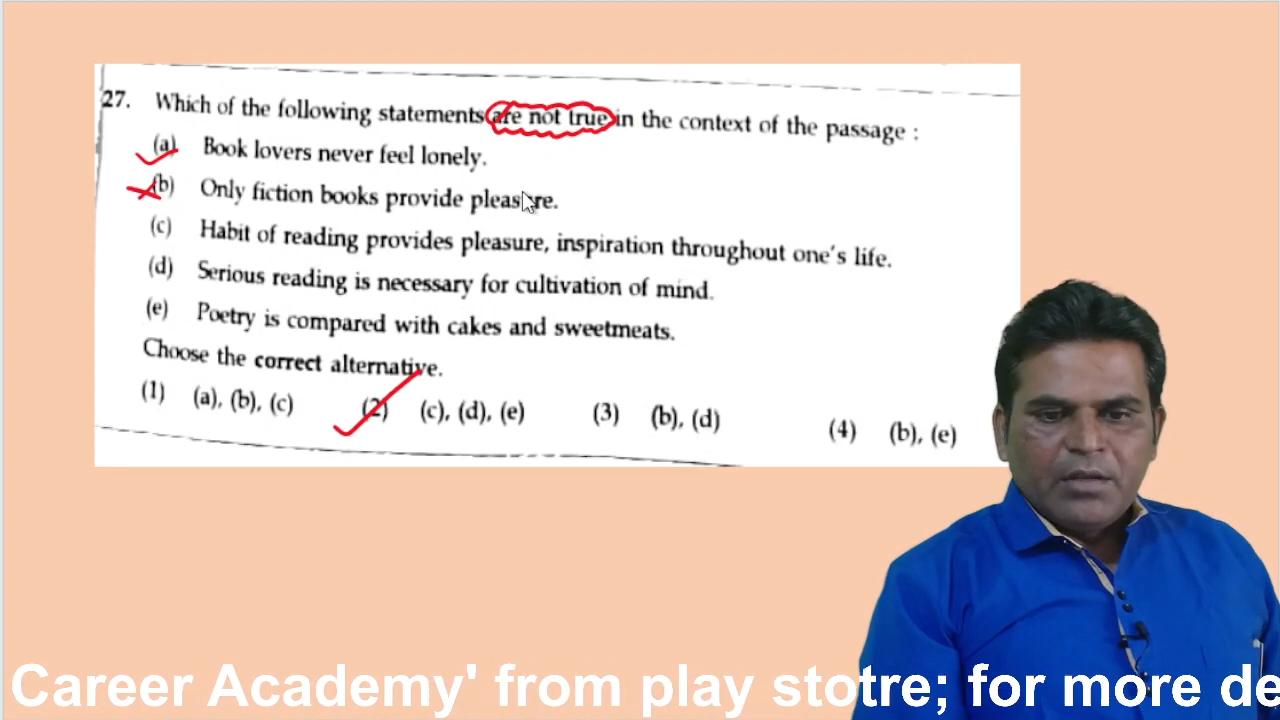 27. Which of the following statements are not true in the context of the passage :
(a) Book lovers never feel lonely.
(b) Only fiction books provide pleasure.
(c) Habit of reading provides pleasure, inspiration throughout one's life.
(d) Serious reading is necessary for cultivation of mind.
(e) Poetry is compared with cakes and sweetmeats.
Choose the correct alternative.
(1) (a), (b), (c) (2) (c), (d), (e) (3) (b), (d) (4) (b), (e)
Career Academy' from play stotre; for more de